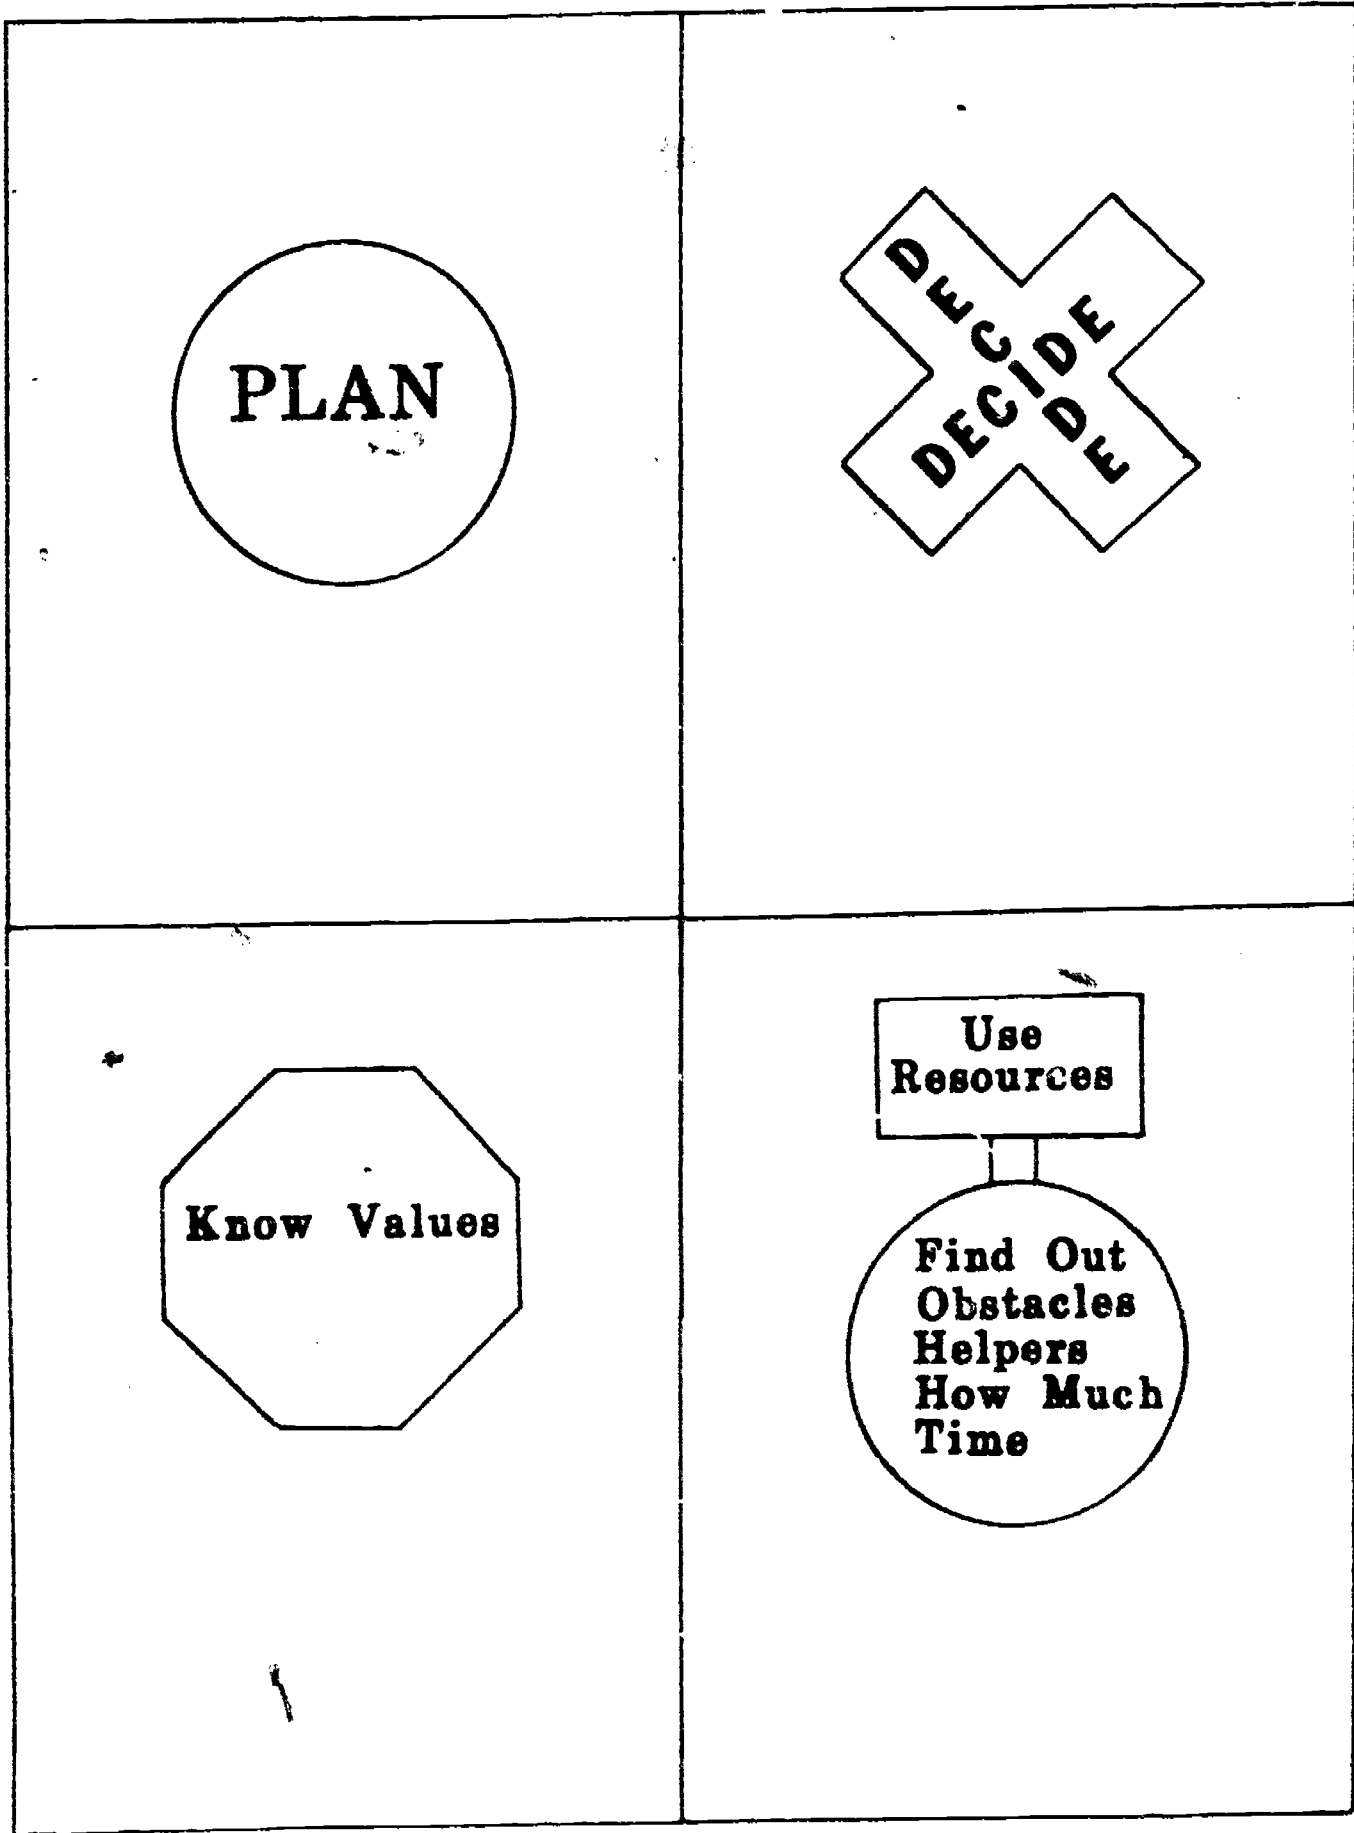 PLAN
DECIDE
DECIDE
Know Values
Use
Resources
Find Out
Obstacles
Helpers
How Much
Time